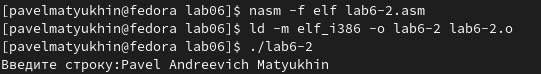 [pavelmatyukhin@fedora lab06]$ nasm -f elf lab6-2.asm
[pavelmatyukhin@fedora lab06]$ ld -m elf_i386 -o lab6-2 lab6-2.o
[pavelmatyukhin@fedora lab06]$ ./lab6-2
Введите строку:Pavel Andreevich Matyukhin